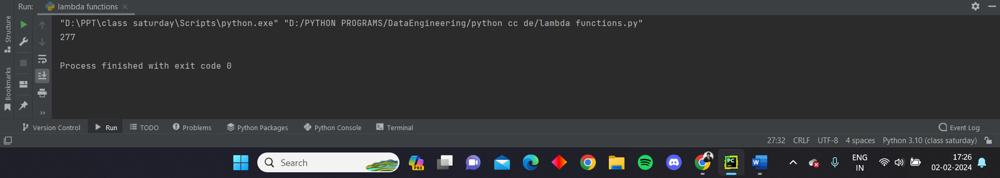 Run: lambda functions
Structure
Bookmarks
"D:\PPT\class saturday\Scripts\python.exe" "D:/PYTHON PROGRAMS/DataEngineering/python cc de/lambda functions.py"
277
Process finished with exit code 0
Version Control Run TODO Problems Python Packages Python Console Terminal Event Log
27:32 CRLF UTF-8 4 spaces Python 3.10 (class saturday)
Search
PRE
PC
W
ENG
IN
17:26
02-02-2024